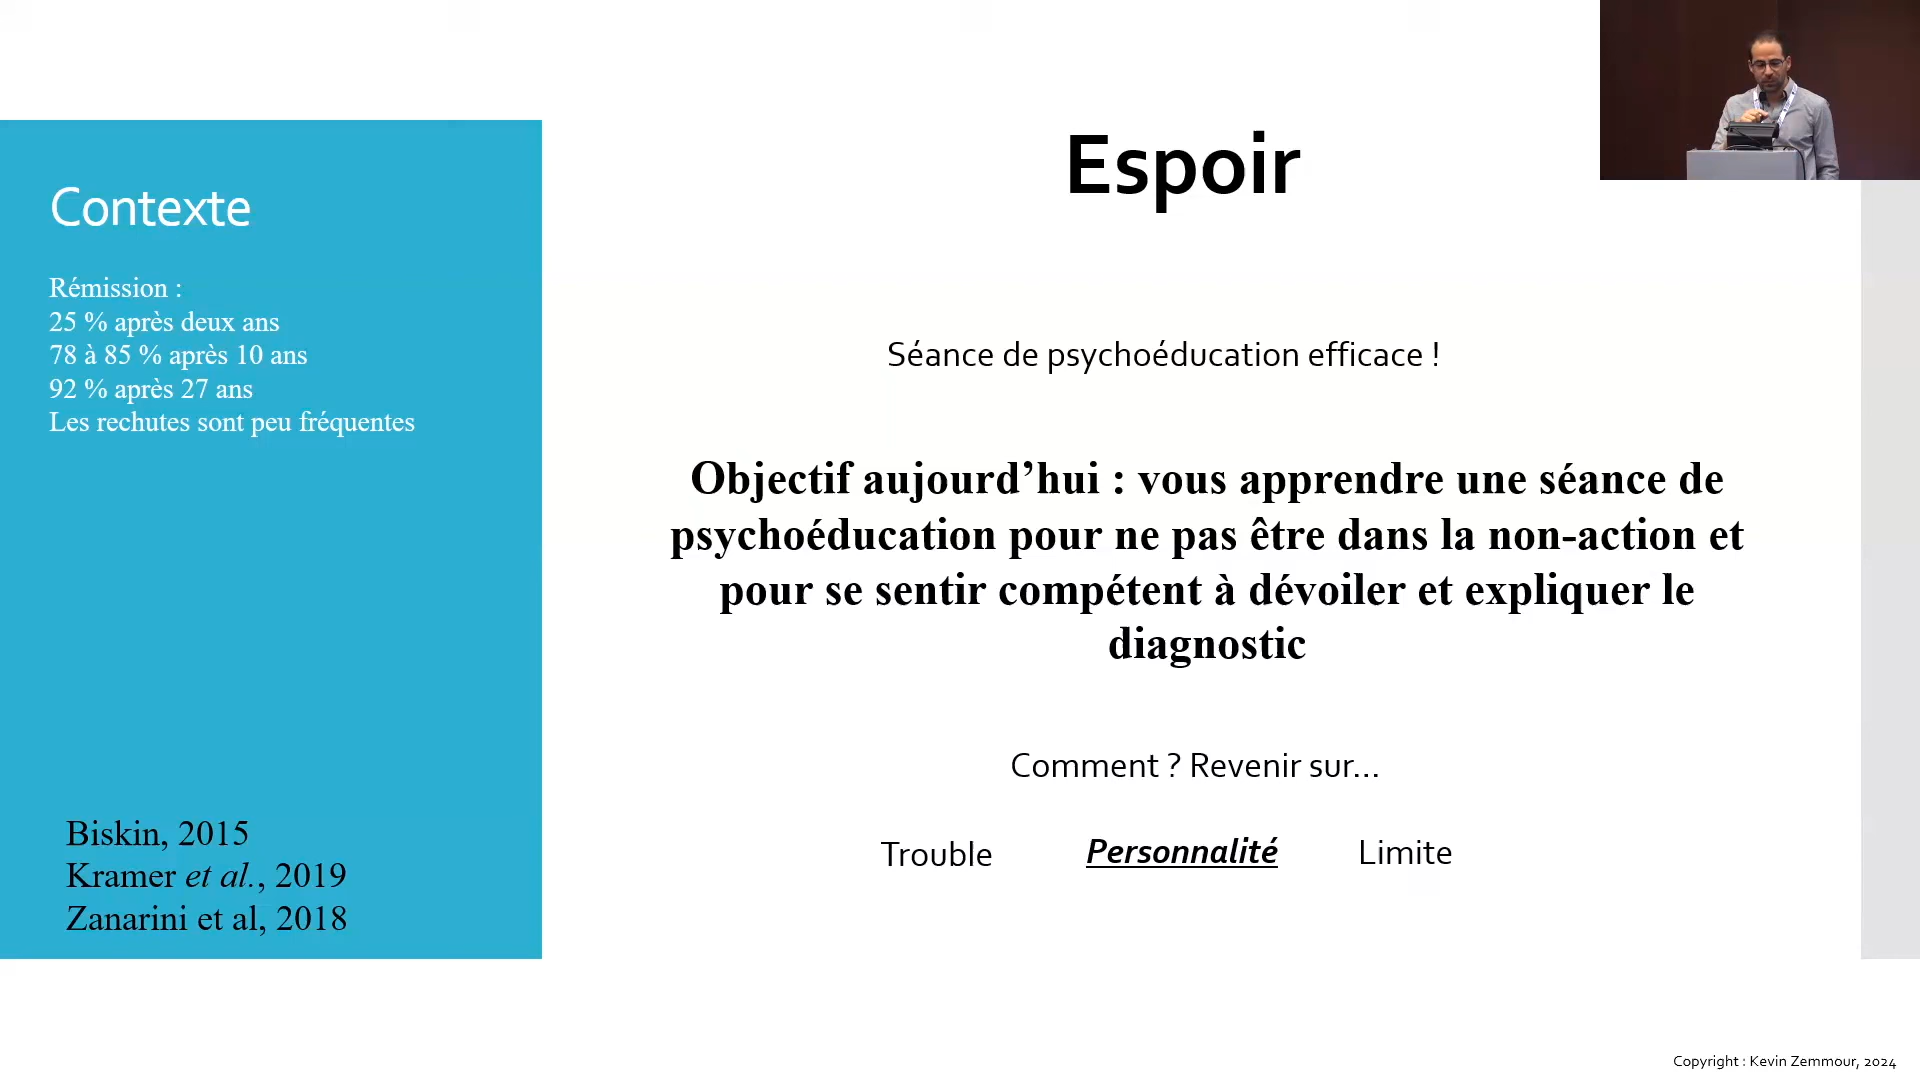 Espoir
Contexte
Rémission :
25 % après deux ans
78 à 85 % après 10 ans
92 % après 27 ans
Les rechutes sont peu fréquentes
Séance de psychoéducation efficace !
Objectif aujourd’hui : vous apprendre une séance de
psychoéducation pour ne pas être dans la non-action et
pour se sentir compétent à dévoiler et expliquer le
diagnostic
Comment ? Revenir sur...
Trouble Personnalité Limite
Biskin, 2015
Kramer et al., 2019
Zanarini et al, 2018
Copyright : Kevin Zemmour, 2024